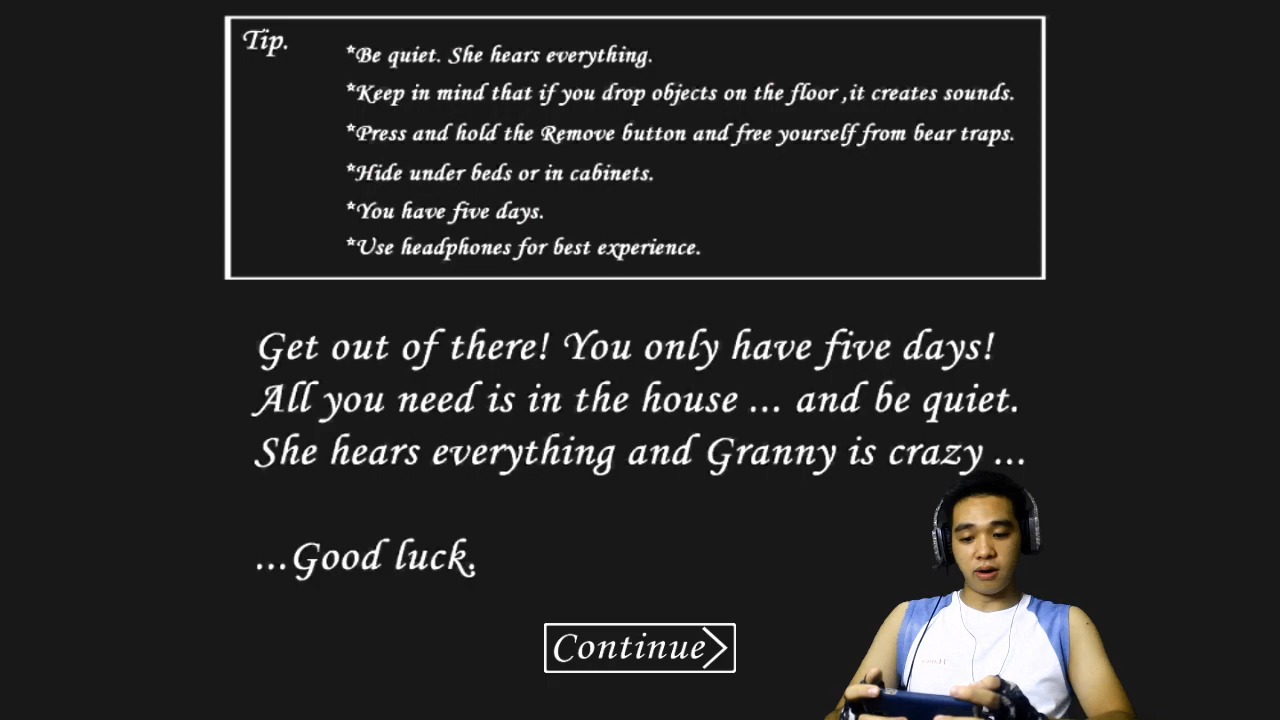 Tip.
*Be quiet. She hears everything.
*Keep in mind that if you drop objects on the floor ,it creates sounds.
*Press and hold the Remove button and free yourself from bear traps.
*Hide under beds or in cabinets.
*You have five days.
*Use headphones for best experience.
Get out of there! You only have five days!
All you need is in the house ... and be quiet.
She hears everything and Granny is crazy ...
...Good luck.
Continue>